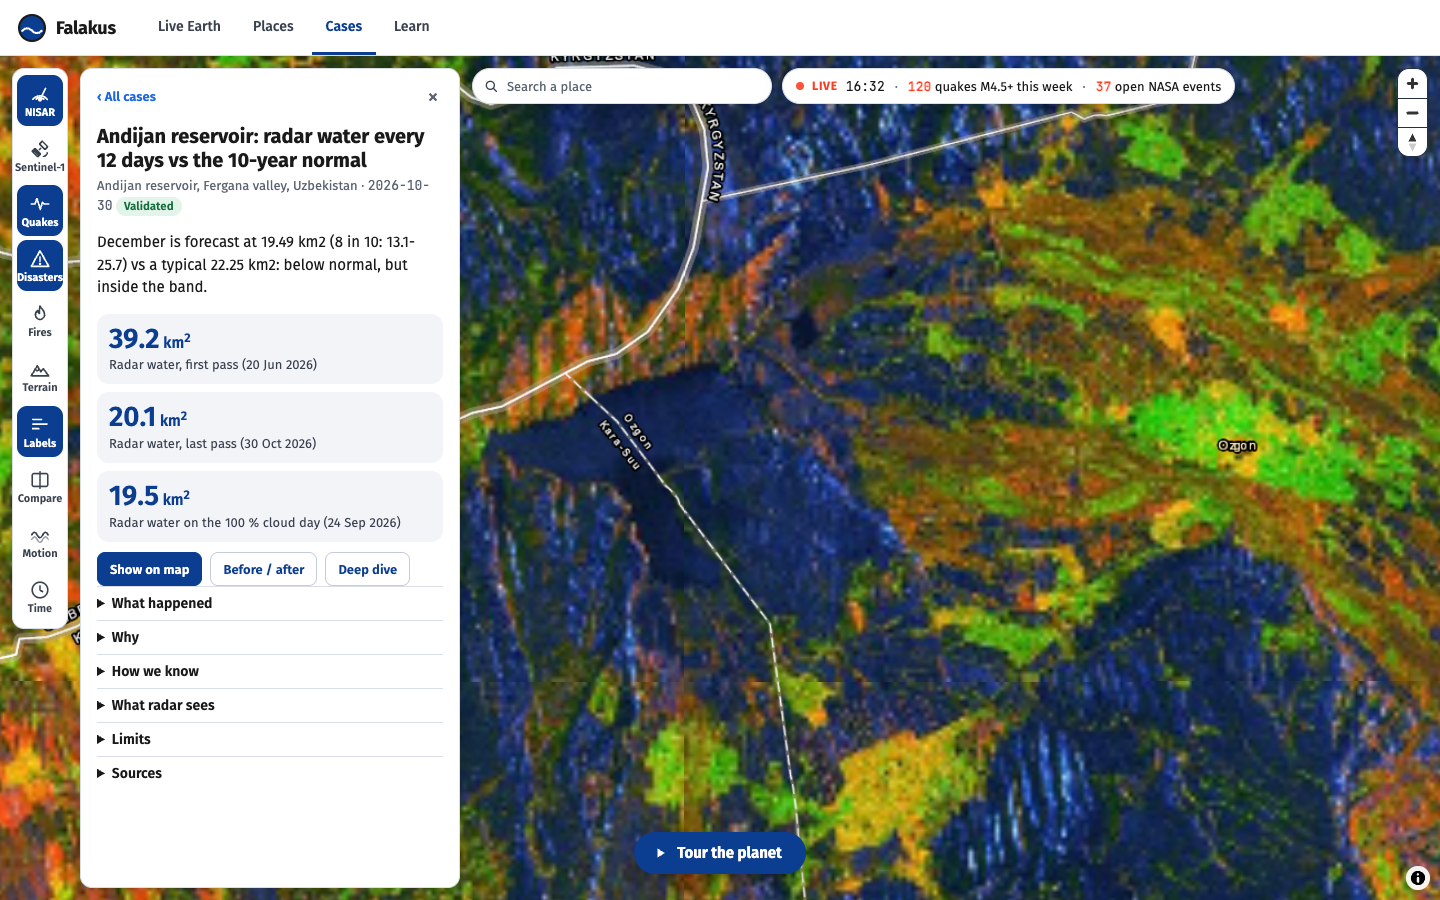 Falakus
Live Earth
Places
Cases
Learn
NISAR
Sentinel-1
Quakes
Disasters
Fires
Terrain
Labels
Compare
Motion
Time
‹ All cases
×
Andijan reservoir: radar water every
12 days vs the 10-year normal
Andijan reservoir, Fergana valley, Uzbekistan · 2026-10-
30 Validated
December is forecast at 19.49 km2 (8 in 10: 13.1-
25.7) vs a typical 22.25 km2: below normal, but
inside the band.
39.2 km²
Radar water, first pass (20 Jun 2026)
20.1 km²
Radar water, last pass (30 Oct 2026)
19.5 km²
Radar water on the 100 % cloud day (24 Sep 2026)
Show on map
Before / after
Deep dive
What happened
Why
How we know
What radar sees
Limits
Sources
Search a place
LIVE 16:32 · 120 quakes M4.5+ this week · 37 open NASA events
KYRGYZSTAN
KYRGYZSTAN
Ozgon
Kara-Suu
Ozgon
Tour the planet